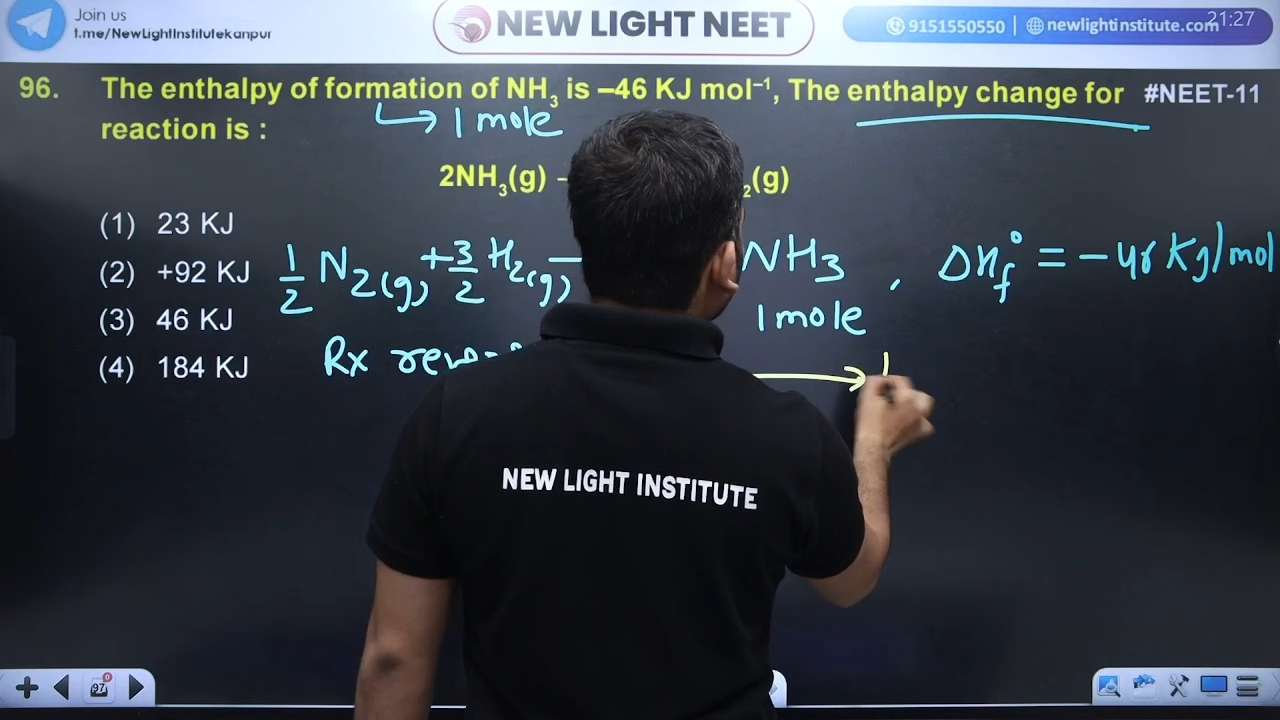 Join us
t.me/NewLightInstitutekanpur
NEW LIGHT NEET
9151550550 | newlightinstitute.com
21:27
96. The enthalpy of formation of NH₃ is –46 KJ mol⁻¹, The enthalpy change for #NEET-11
reaction is :
↳ 1 mole
2NH₃(g) – ₂(g)
(1) 23 KJ
(2) +92 KJ
(3) 46 KJ
(4) 184 KJ
1/2 N₂(g) + 3/2 H₂(g) — NH₃ , ΔH°f = –46 KJ/mol
1 mole
Rx
NEW LIGHT INSTITUTE
97